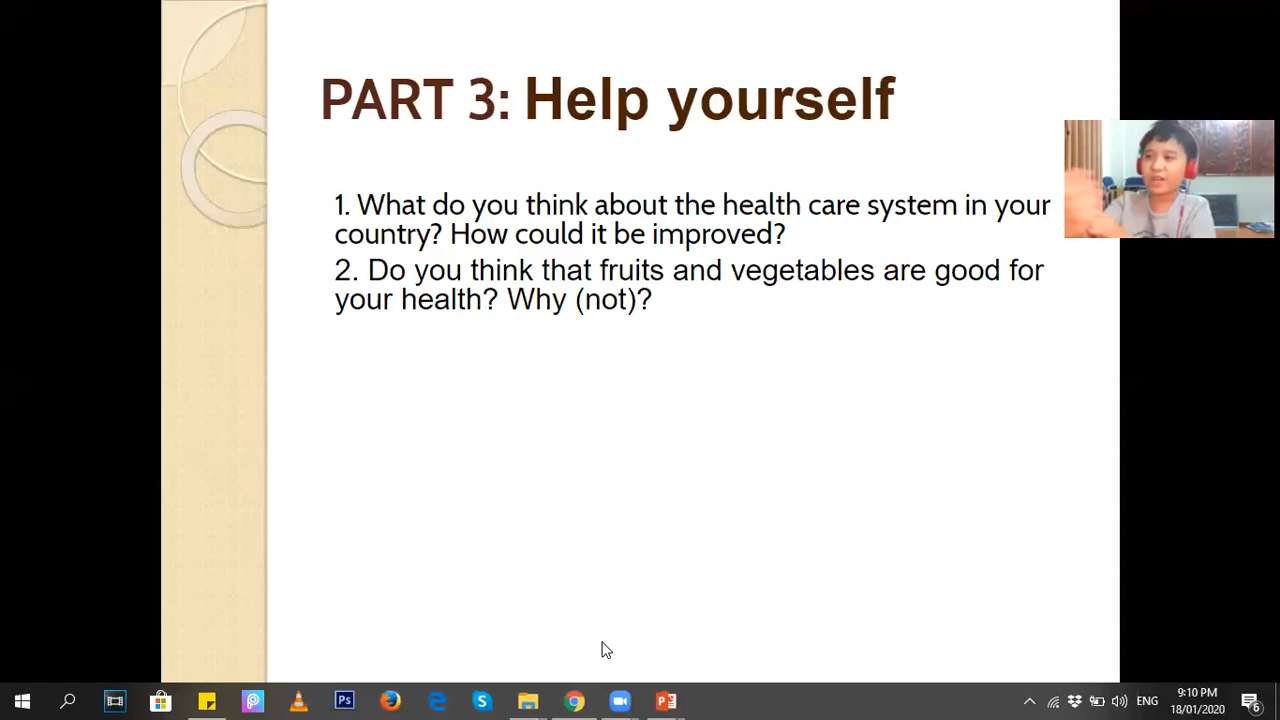 PART 3: Help yourself
1. What do you think about the health care system in your
country? How could it be improved?
2. Do you think that fruits and vegetables are good for
your health? Why (not)?
Ps
ENG
9:10 PM
18/01/2020
6